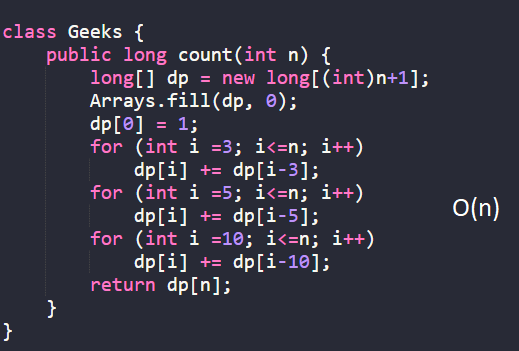 class Geeks {
    public long count(int n) {
        long[] dp = new long[(int)n+1];
        Arrays.fill(dp, 0);
        dp[0] = 1;
        for (int i =3; i<=n; i++)
            dp[i] += dp[i-3];
        for (int i =5; i<=n; i++)
            dp[i] += dp[i-5];
        for (int i =10; i<=n; i++)
            dp[i] += dp[i-10];
        return dp[n];
    }
}
O(n)